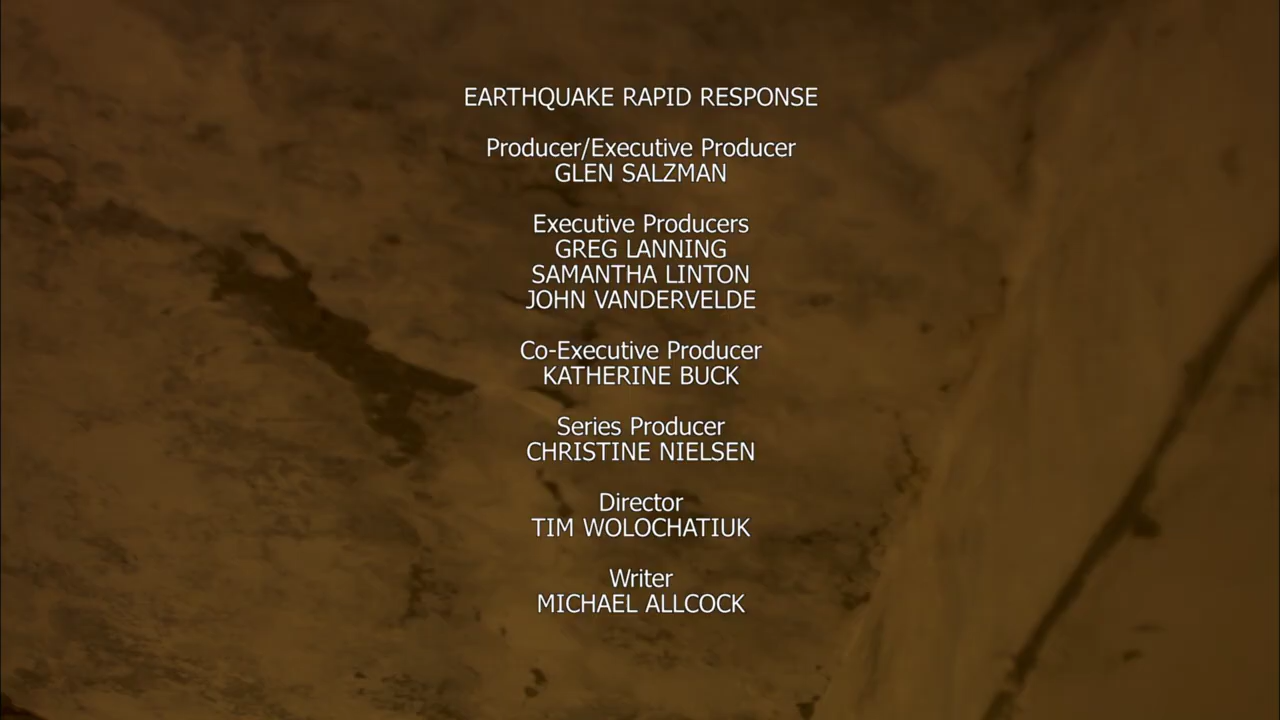 EARTHQUAKE RAPID RESPONSE
Producer/Executive Producer
GLEN SALZMAN
Executive Producers
GREG LANNING
SAMANTHA LINTON
JOHN VANDERVELDE
Co-Executive Producer
KATHERINE BUCK
Series Producer
CHRISTINE NIELSEN
Director
TIM WOLOCHATIUK
Writer
MICHAEL ALLCOCK